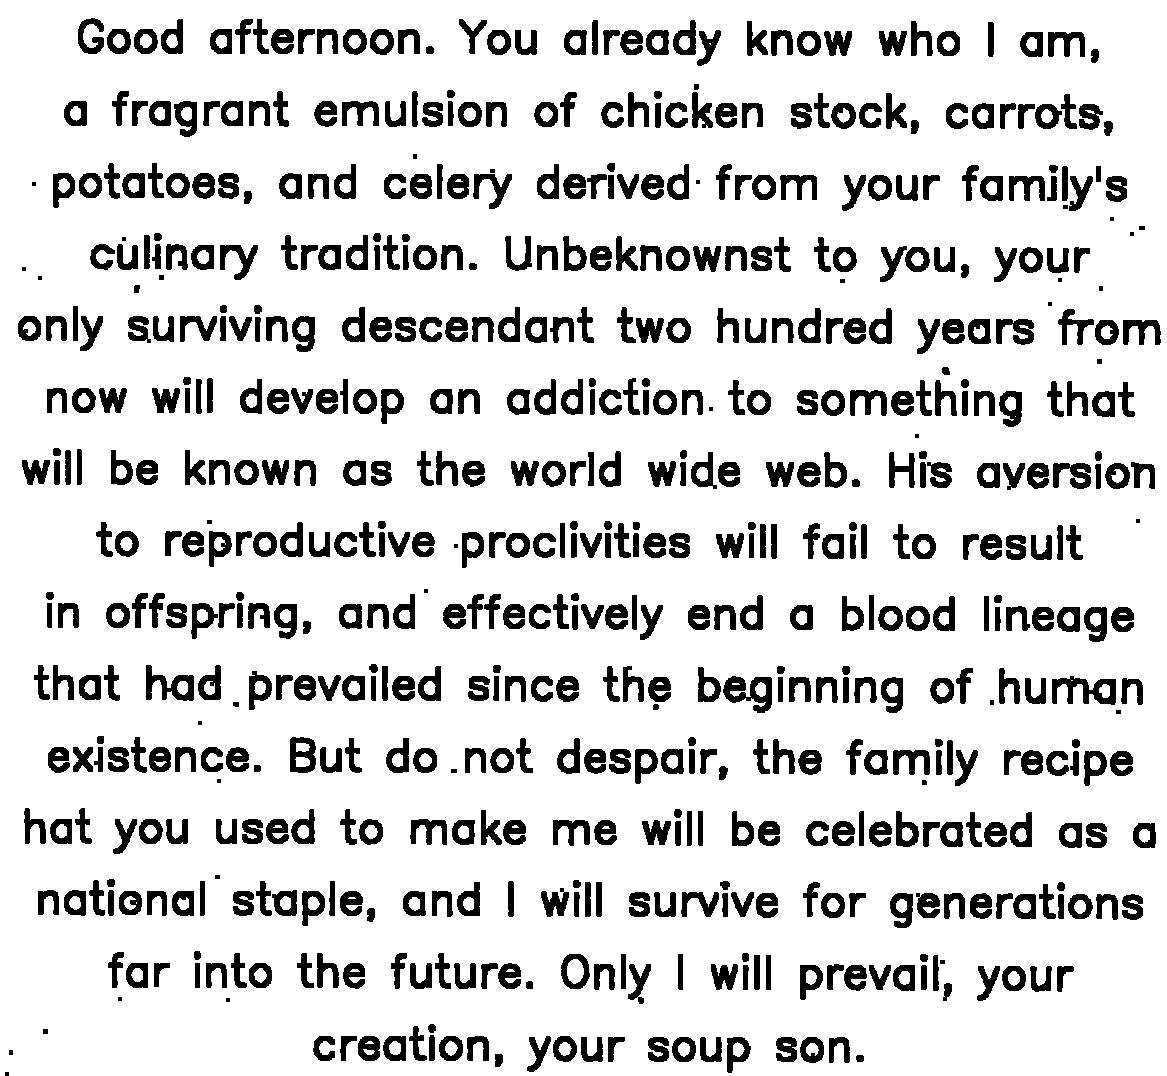 Good afternoon. You already know who I am,
a fragrant emulsion of chicken stock, carrots,
potatoes, and celery derived from your family's
culinary tradition. Unbeknownst to you, your
only surviving descendant two hundred years from
now will develop an addiction to something that
will be known as the world wide web. His aversion
to reproductive proclivities will fail to result
in offspring, and effectively end a blood lineage
that had prevailed since the beginning of human
existence. But do not despair, the family recipe
hat you used to make me will be celebrated as a
national staple, and I will survive for generations
far into the future. Only I will prevail, your
creation, your soup son.